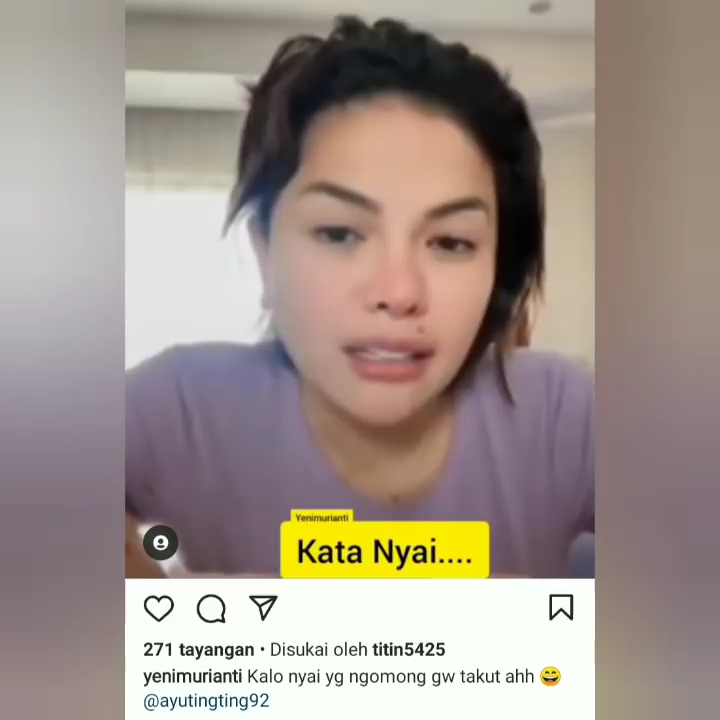 Yenimurianti
Kata Nyai....
271 tayangan • Disukai oleh titin5425
yenimurianti Kalo nyai yg ngomong gw takut ahh 😄
@ayutingting92